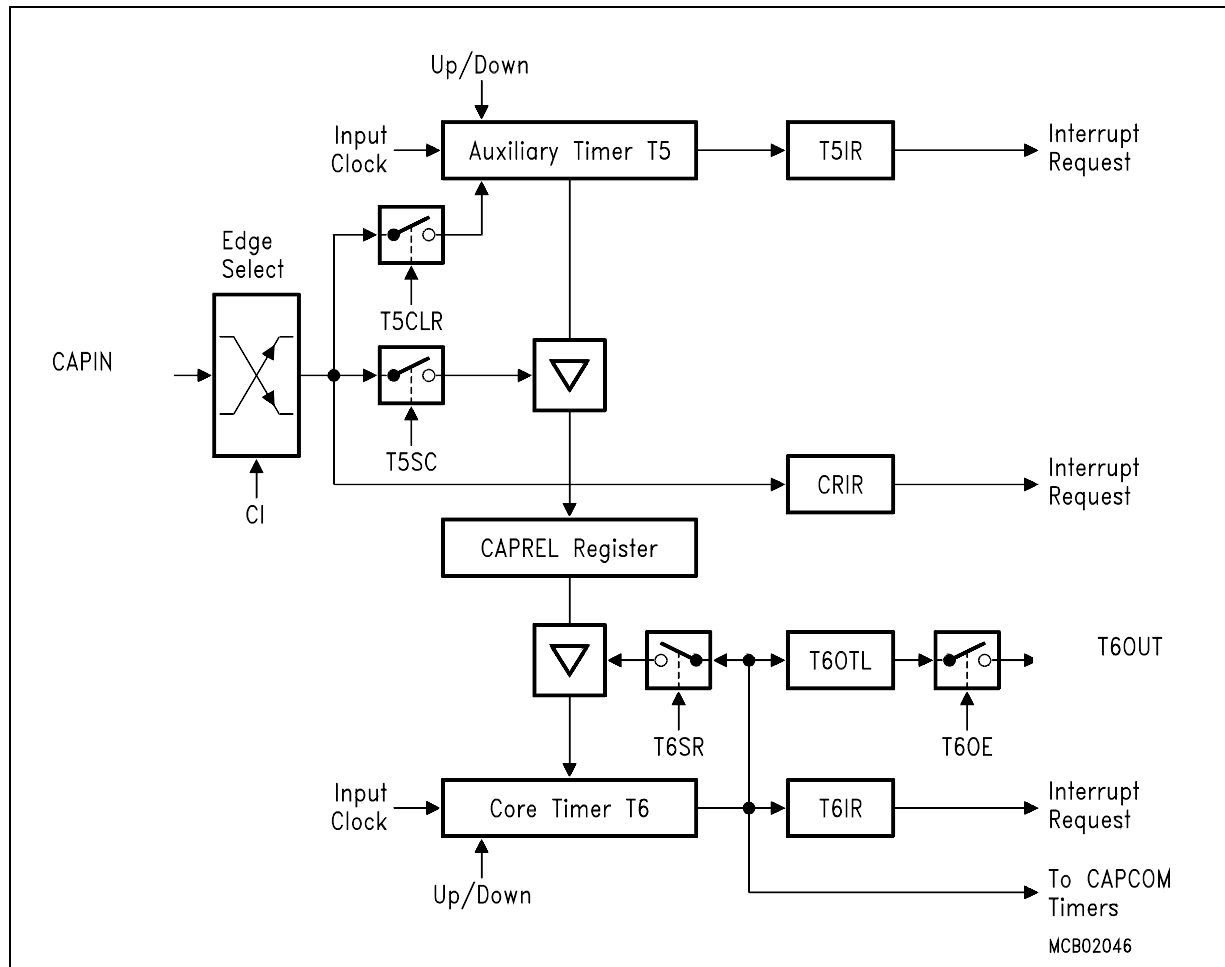 Up/Down
Input
Clock
Auxiliary Timer T5
T5IR
Interrupt
Request
Edge
Select
T5CLR
CAPIN
T5SC
CI
CRIR
Interrupt
Request
CAPREL Register
T6OTL
T6OUT
T6SR
T6OE
Input
Clock
Core Timer T6
T6IR
Interrupt
Request
Up/Down
To CAPCOM
Timers
MCB02046